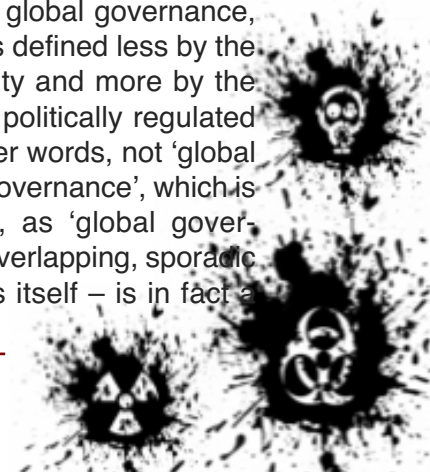 global governance,
s defined less by the
ty and more by the
politically regulated
er words, not ‘global
overnance’, which is
, as ‘global gover-
verlapping, sporadic
s itself – is in fact a